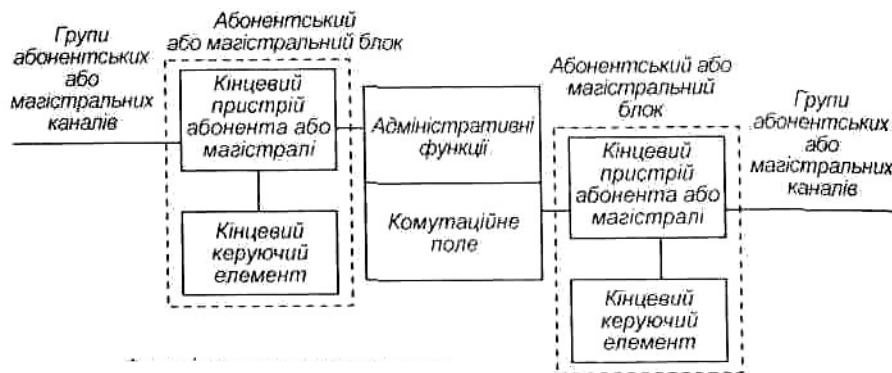 Групи
абонентських
або
магістральних
каналів
Абонентський
або магістральний блок
Кінцевий
пристрій
абонента або
магістралі
Кінцевий
керуючий
елемент
Адміністративні
функції
Комутаційне
поле
Абонентський або
магістральний
блок
Кінцевий
пристрій
абонента або
магістралі
Кінцевий
керуючий
елемент
Групи
абонентських
або
магістральних
каналів